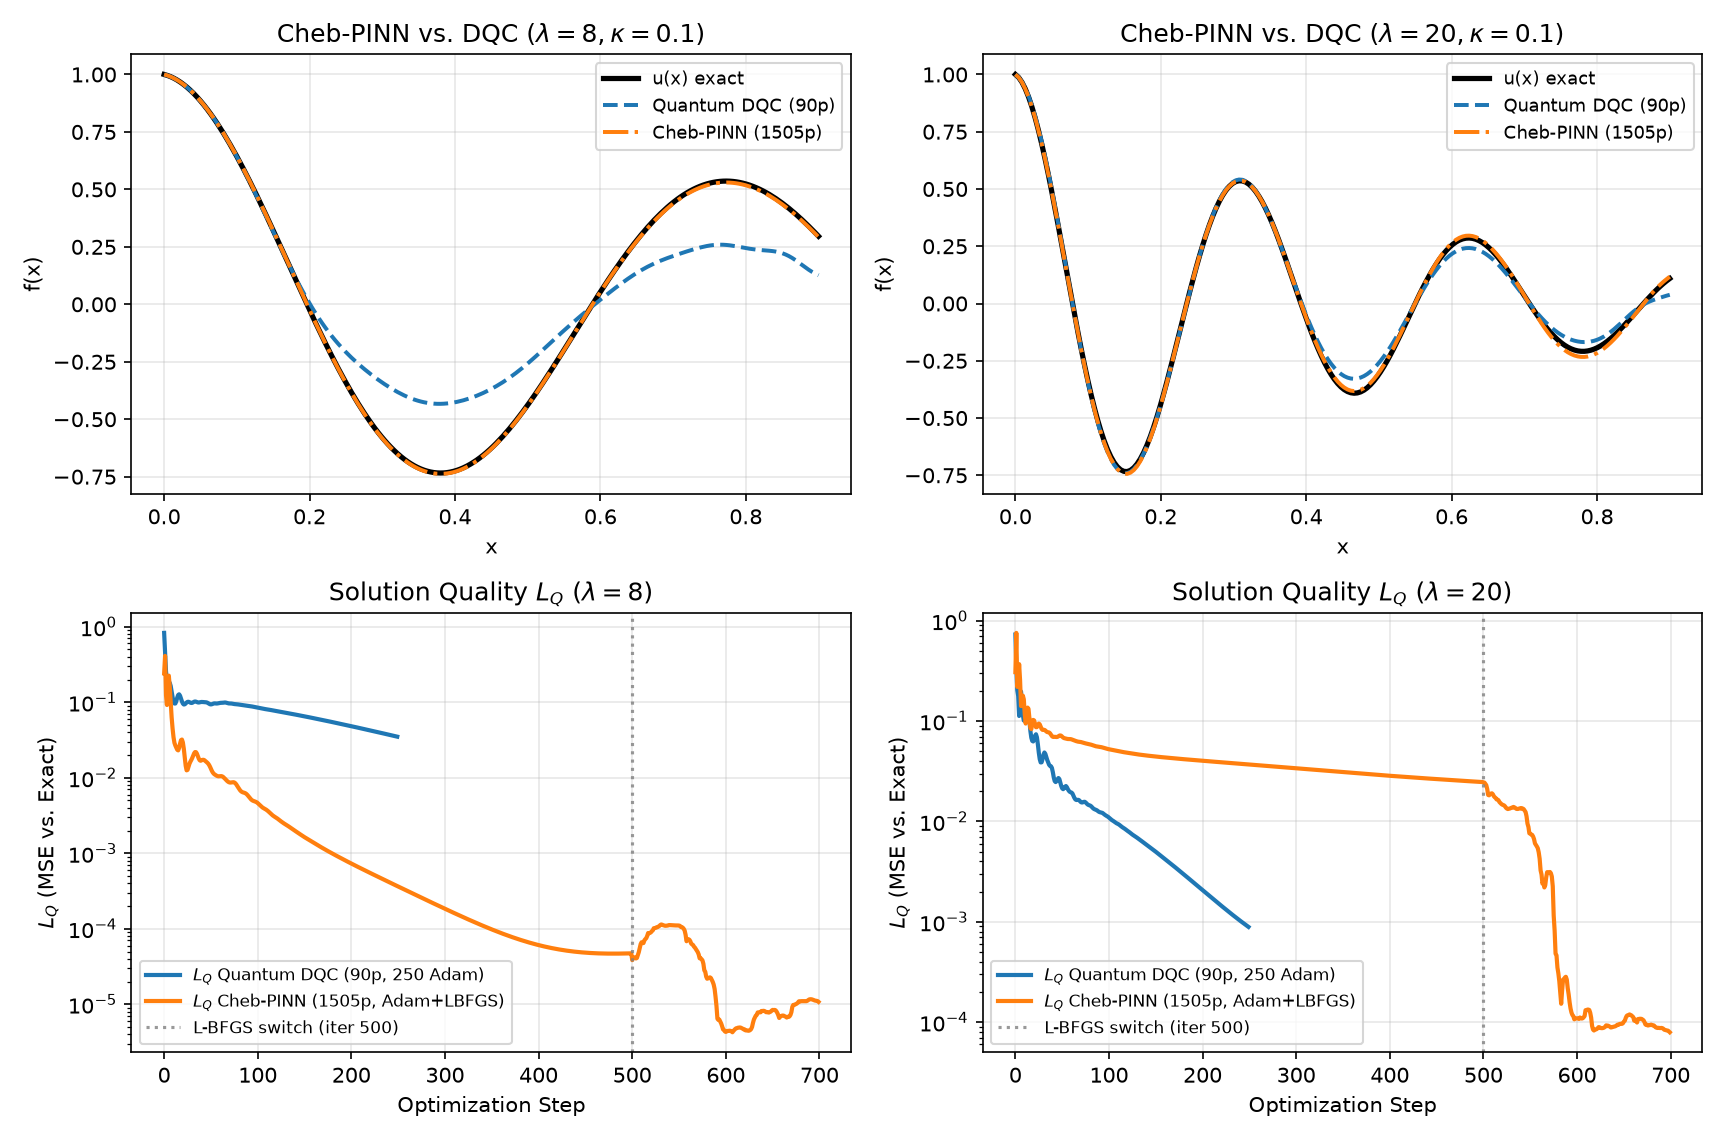 Cheb-PINN vs. DQC (λ = 8, κ = 0.1)
f(x)
1.00
0.75
0.50
0.25
0.00
−0.25
−0.50
−0.75
u(x) exact
Quantum DQC (90p)
Cheb-PINN (1505p)
0.0 0.2 0.4 0.6 0.8
x
Cheb-PINN vs. DQC (λ = 20, κ = 0.1)
f(x)
1.00
0.75
0.50
0.25
0.00
−0.25
−0.50
−0.75
u(x) exact
Quantum DQC (90p)
Cheb-PINN (1505p)
0.0 0.2 0.4 0.6 0.8
x
Solution Quality L_Q (λ = 8)
L_Q (MSE vs. Exact)
10⁰
10⁻¹
10⁻²
10⁻³
10⁻⁴
10⁻⁵
L_Q Quantum DQC (90p, 250 Adam)
L_Q Cheb-PINN (1505p, Adam+LBFGS)
L-BFGS switch (iter 500)
0 100 200 300 400 500 600 700
Optimization Step
Solution Quality L_Q (λ = 20)
L_Q (MSE vs. Exact)
10⁰
10⁻¹
10⁻²
10⁻³
10⁻⁴
L_Q Quantum DQC (90p, 250 Adam)
L_Q Cheb-PINN (1505p, Adam+LBFGS)
L-BFGS switch (iter 500)
0 100 200 300 400 500 600 700
Optimization Step